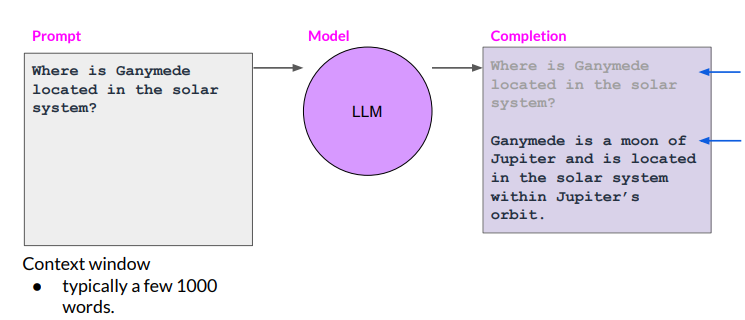 Prompt
Where is Ganymede
located in the solar
system?
Context window
● typically a few 1000
words.
Model
LLM
Completion
Where is Ganymede
located in the solar
system?
Ganymede is a moon of
Jupiter and is located
in the solar system
within Jupiter’s
orbit.